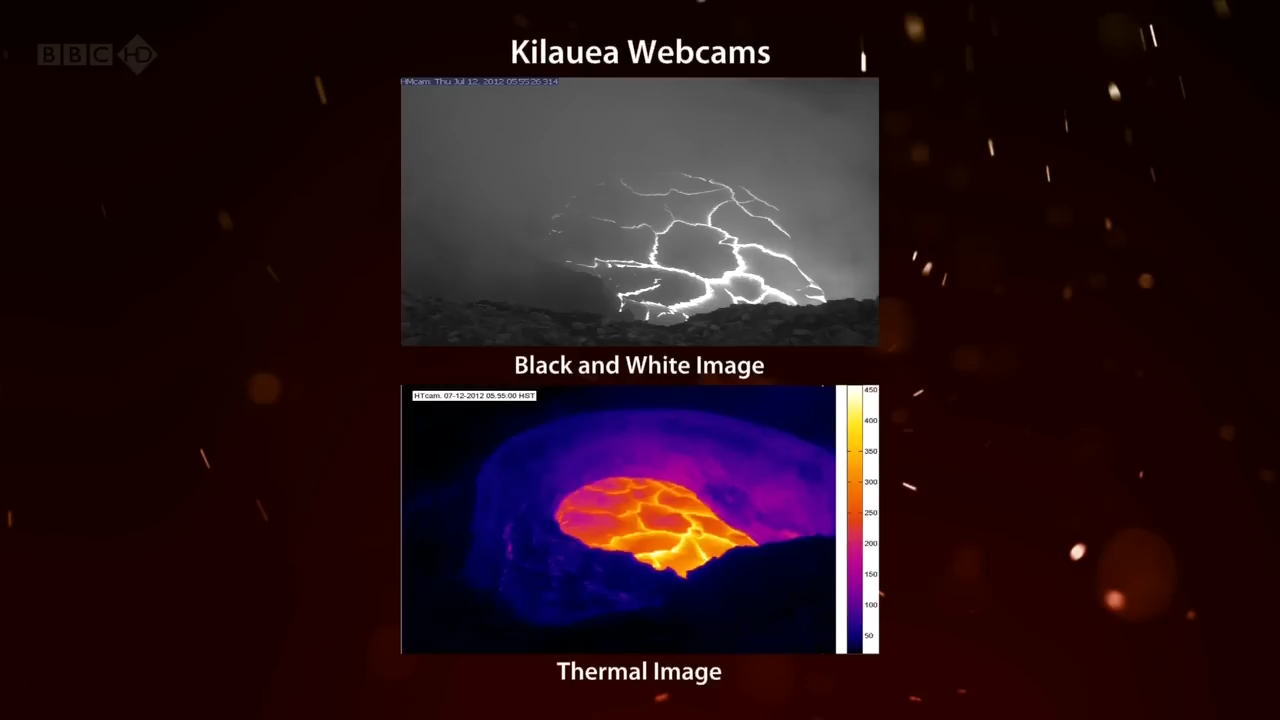 BBC HD
Kilauea Webcams
HMcam: Thu Jul 12, 2012 05:55:26.914
Black and White Image
HTcam. 07-12-2012 05.55:00 HST
450
400
350
300
250
200
150
100
50
Thermal Image